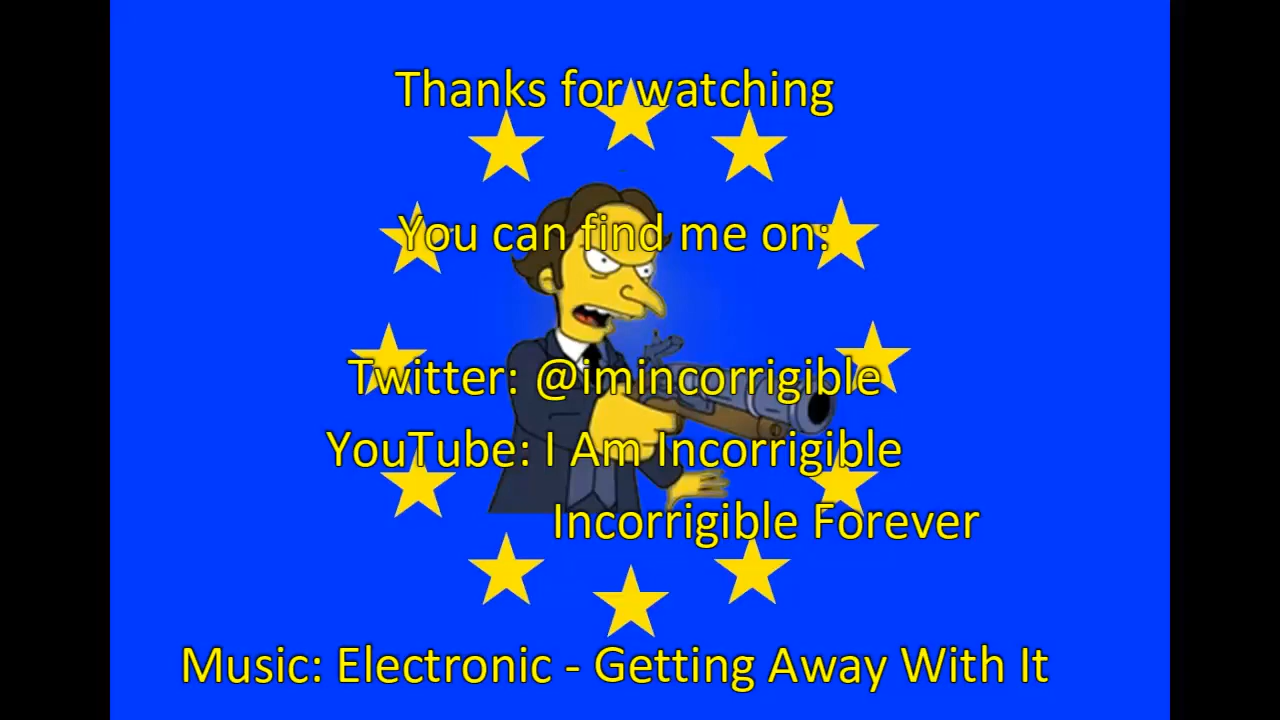 Thanks for watching
You can find me on:
Twitter: @imincorrigible
YouTube: I Am Incorrigible
Incorrigible Forever
Music: Electronic - Getting Away With It